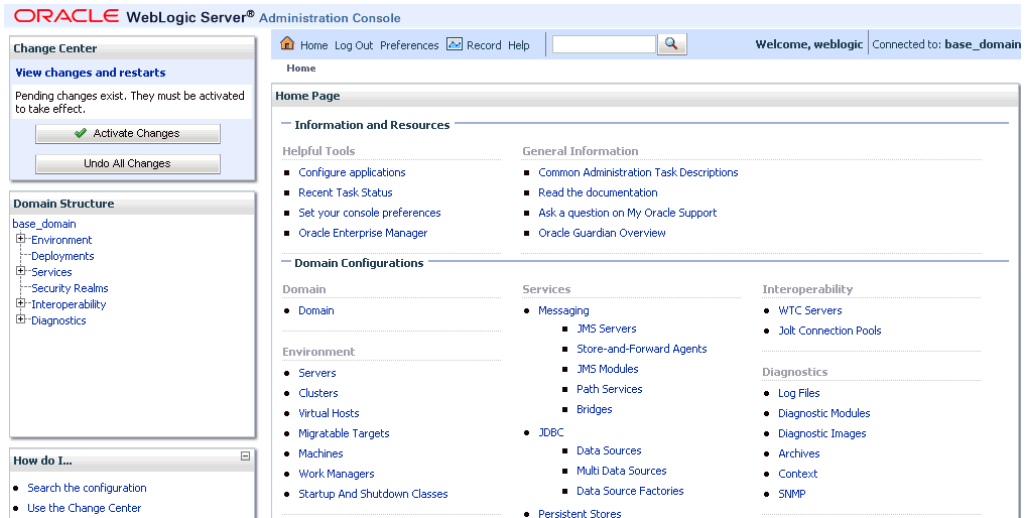 ORACLE WebLogic Server® Administration Console
Change Center
View changes and restarts
Pending changes exist. They must be activated
to take effect.
Activate Changes
Undo All Changes
Domain Structure
base_domain
Environment
Deployments
Services
Security Realms
Interoperability
Diagnostics
How do I...
Search the configuration
Use the Change Center
Home Log Out Preferences Record Help
Welcome, weblogic Connected to: base_domain
Home
Home Page
Information and Resources
Helpful Tools
Configure applications
Recent Task Status
Set your console preferences
Oracle Enterprise Manager
General Information
Common Administration Task Descriptions
Read the documentation
Ask a question on My Oracle Support
Oracle Guardian Overview
Domain Configurations
Domain
Domain
Environment
Servers
Clusters
Virtual Hosts
Migratable Targets
Machines
Work Managers
Startup And Shutdown Classes
Services
Messaging
JMS Servers
Store-and-Forward Agents
JMS Modules
Path Services
Bridges
JDBC
Data Sources
Multi Data Sources
Data Source Factories
Persistent Stores
Interoperability
WTC Servers
Jolt Connection Pools
Diagnostics
Log Files
Diagnostic Modules
Diagnostic Images
Archives
Context
SNMP